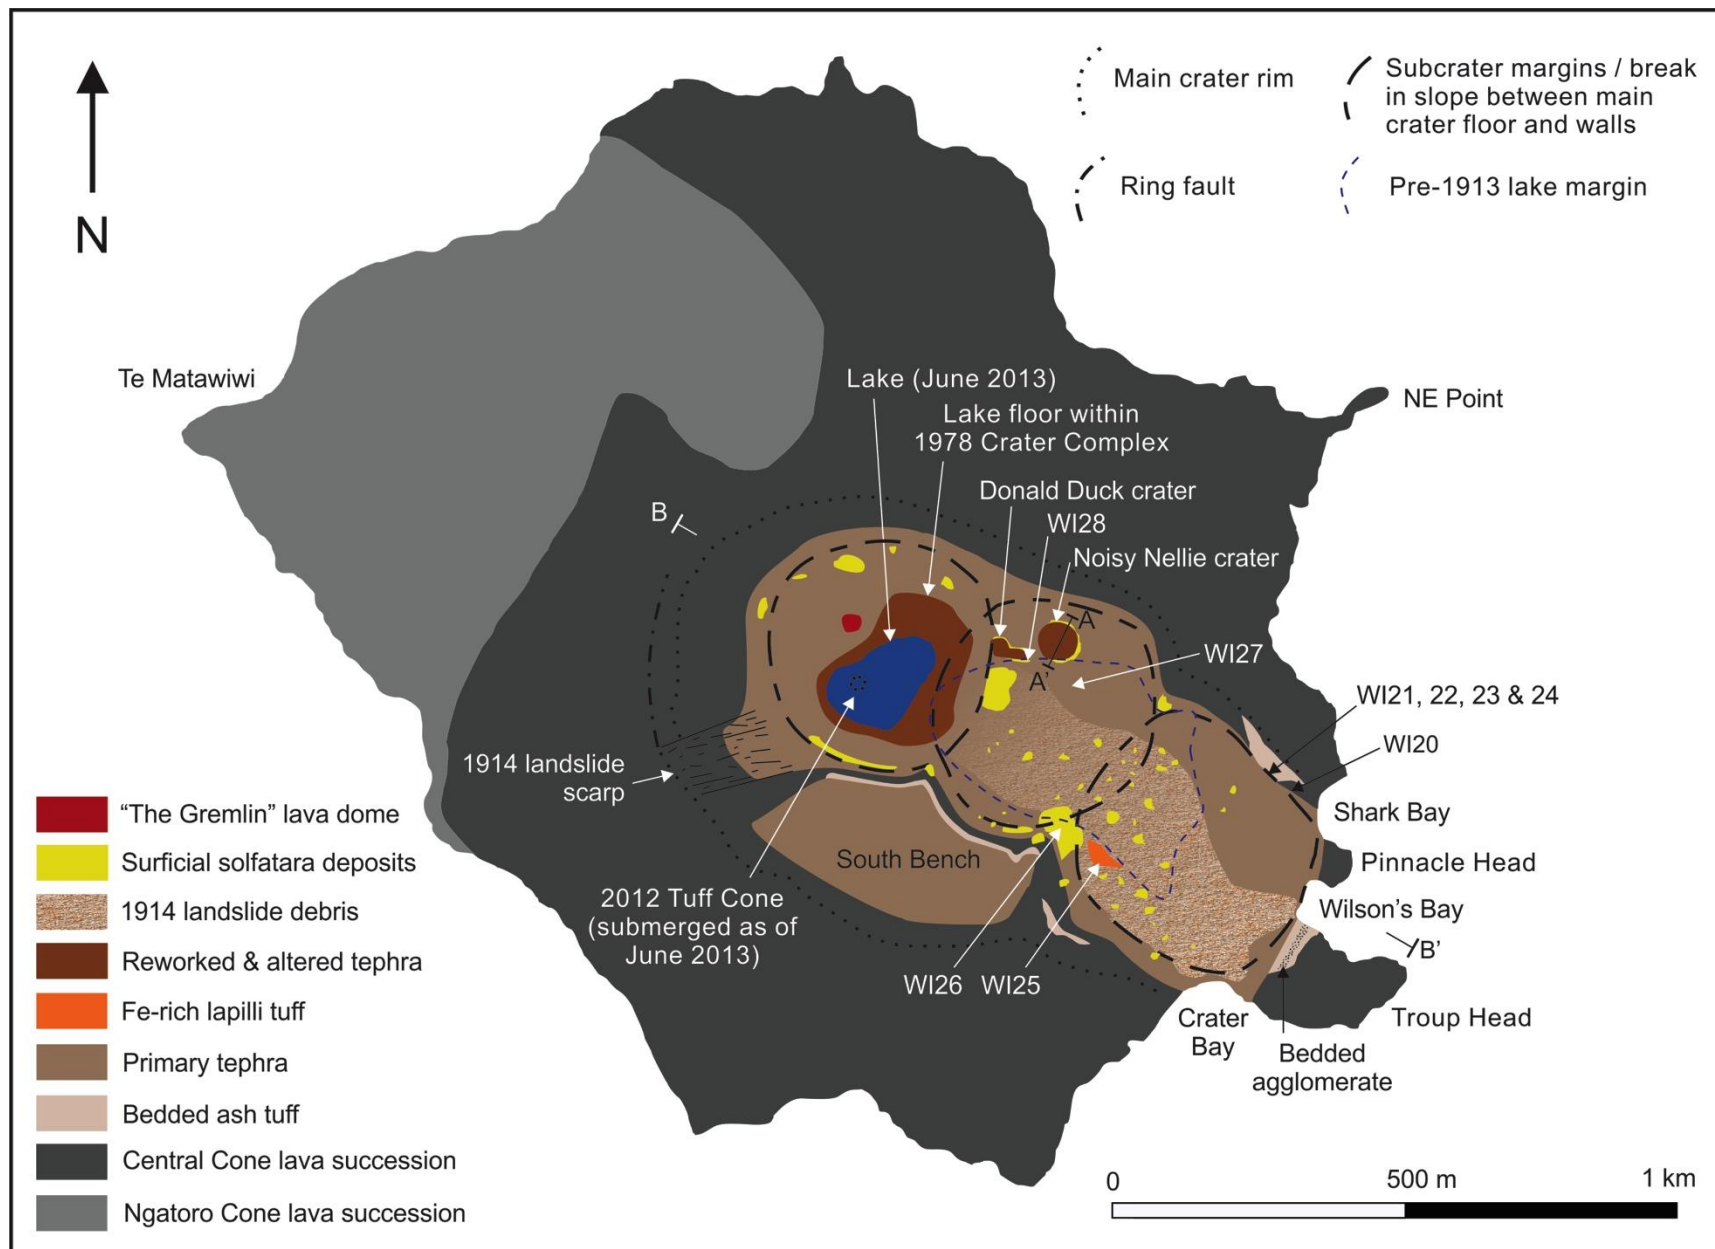 Main crater rim
Subcrater margins / break
in slope between main
crater floor and walls
Ring fault
Pre-1913 lake margin
N
Te Matawiwi
NE Point
Lake (June 2013)
Lake floor within
1978 Crater Complex
Donald Duck crater
WI28
Noisy Nellie crater
B
A
A'
WI27
WI21, 22, 23 & 24
WI20
1914 landslide
scarp
Shark Bay
Pinnacle Head
South Bench
Wilson's Bay
B'
2012 Tuff Cone
(submerged as of
June 2013)
WI26
WI25
Crater
Bay
Troup Head
Bedded
agglomerate
“The Gremlin” lava dome
Surficial solfatara deposits
1914 landslide debris
Reworked & altered tephra
Fe-rich lapilli tuff
Primary tephra
Bedded ash tuff
Central Cone lava succession
Ngatoro Cone lava succession
0
500 m
1 km